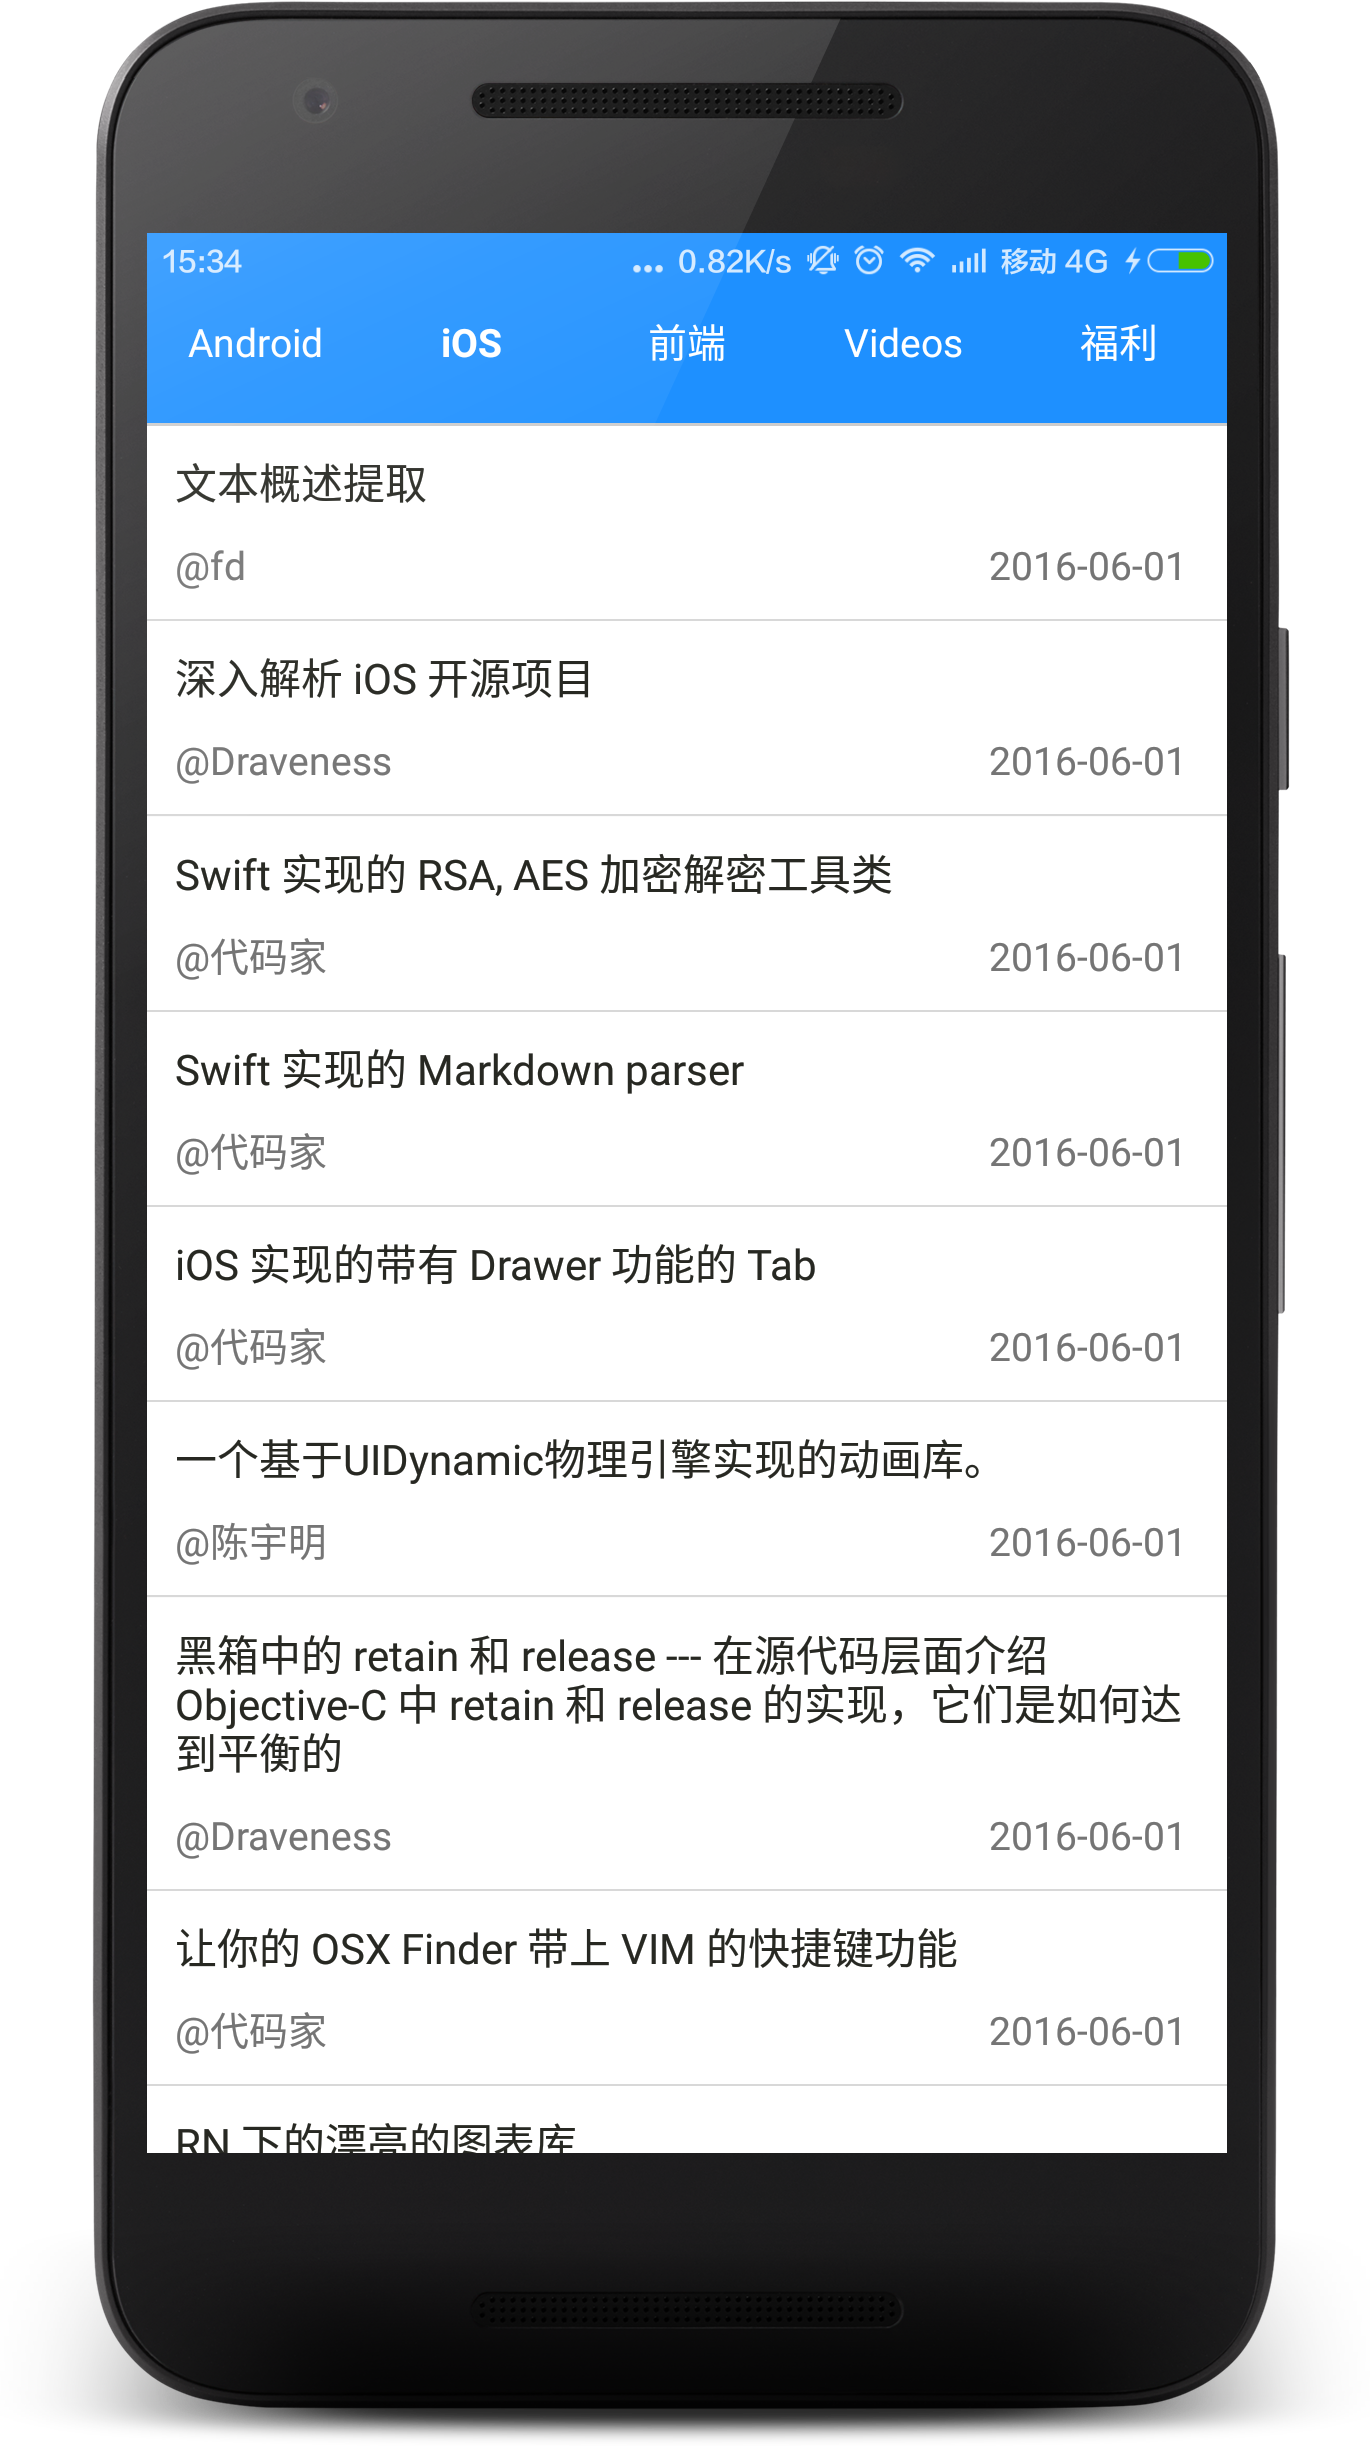 15:34 ... 0.82K/s 移动 4G
Android iOS 前端 Videos 福利
文本概述提取
@fd 2016-06-01
深入解析 iOS 开源项目
@Draveness 2016-06-01
Swift 实现的 RSA, AES 加密解密工具类
@代码家 2016-06-01
Swift 实现的 Markdown parser
@代码家 2016-06-01
iOS 实现的带有 Drawer 功能的 Tab
@代码家 2016-06-01
一个基于UIDynamic物理引擎实现的动画库。
@陈宇明 2016-06-01
黑箱中的 retain 和 release --- 在源代码层面介绍
Objective-C 中 retain 和 release 的实现，它们是如何达
到平衡的
@Draveness 2016-06-01
让你的 OSX Finder 带上 VIM 的快捷键功能
@代码家 2016-06-01
RN 下的漂亮的图表库